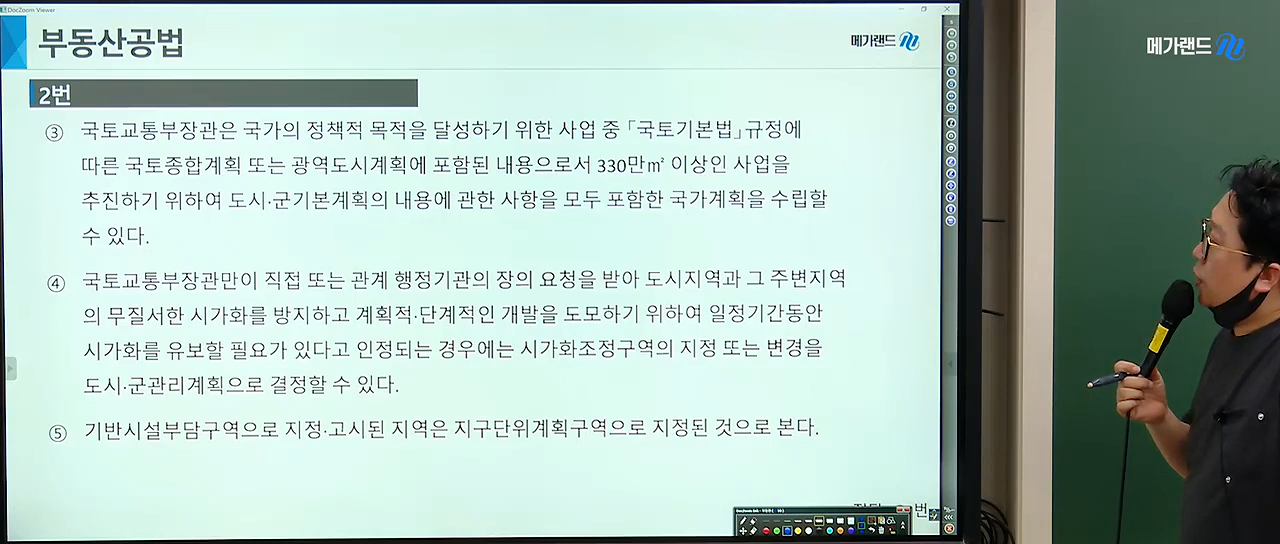 DocZoom Viewer
부동산공법
메가랜드
메가랜드
2번
③ 국토교통부장관은 국가의 정책적 목적을 달성하기 위한 사업 중 「국토기본법」규정에
따른 국토종합계획 또는 광역도시계획에 포함된 내용으로서 330만㎡ 이상인 사업을
추진하기 위하여 도시·군기본계획의 내용에 관한 사항을 모두 포함한 국가계획을 수립할
수 있다.
④ 국토교통부장관만이 직접 또는 관계 행정기관의 장의 요청을 받아 도시지역과 그 주변지역
의 무질서한 시가화를 방지하고 계획적·단계적인 개발을 도모하기 위하여 일정기간동안
시가화를 유보할 필요가 있다고 인정되는 경우에는 시가화조정구역의 지정 또는 변경을
도시·군관리계획으로 결정할 수 있다.
⑤ 기반시설부담구역으로 지정·고시된 지역은 지구단위계획구역으로 지정된 것으로 본다.
번